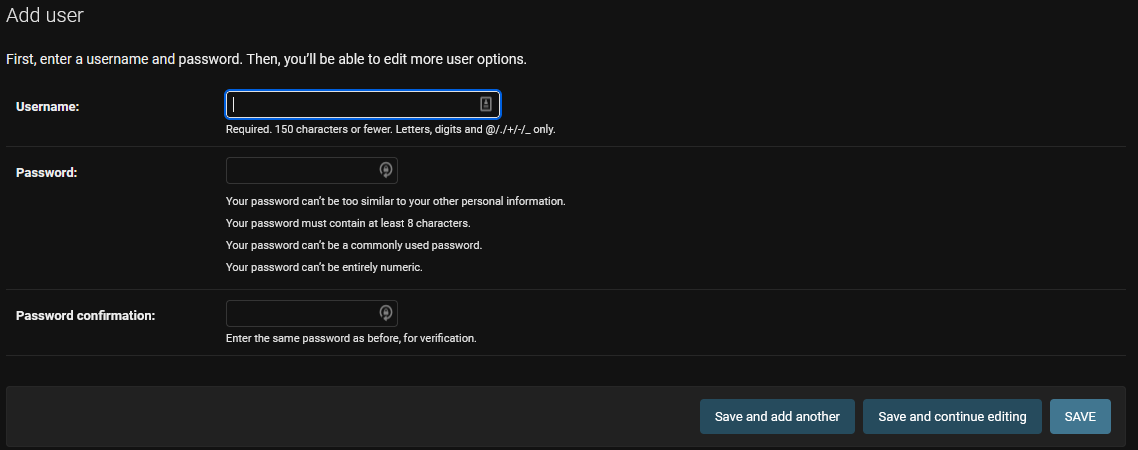 Add user
First, enter a username and password. Then, you’ll be able to edit more user options.
Username:
Required. 150 characters or fewer. Letters, digits and @/./+/-/_ only.
Password:
Your password can’t be too similar to your other personal information.
Your password must contain at least 8 characters.
Your password can’t be a commonly used password.
Your password can’t be entirely numeric.
Password confirmation:
Enter the same password as before, for verification.
Save and add another Save and continue editing SAVE